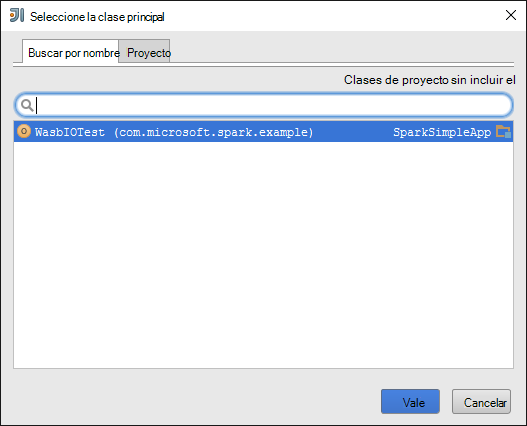 Seleccione la clase principal
Buscar por nombre Proyecto
Clases de proyecto sin incluir el
WasbIOTest (com.microsoft.spark.example) SparkSimpleApp
Vale Cancelar